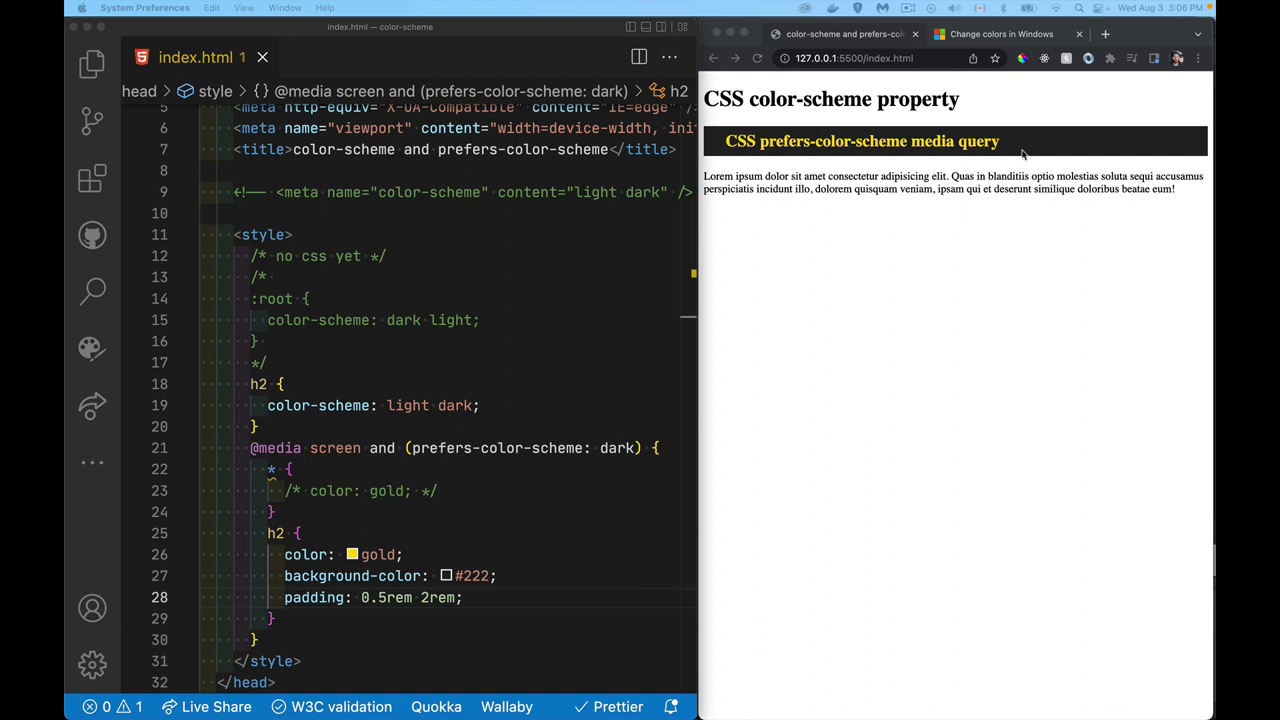 System Preferences Edit View Window Help Wed Aug 3 3:06 PM
index.html — color-scheme
index.html 1
head style @media screen and (prefers-color-scheme: dark) h2
5 <meta http-equiv="X-UA-Compatible" content="IE=edge" /
6 <meta name="viewport" content="width=device-width, ini
7 <title>color-scheme and prefers-color-scheme</title>
8
9 <!-- <meta name="color-scheme" content="light dark" />
10
11 <style>
12 /* no css yet */
13 /*
14 :root {
15 color-scheme: dark light;
16 }
17 */
18 h2 {
19 color-scheme: light dark;
20 }
21 @media screen and (prefers-color-scheme: dark) {
22 * {
23 /* color: gold; */
24 }
25 h2 {
26 color: gold;
27 background-color: #222;
28 padding: 0.5rem 2rem;
29 }
30 }
31 </style>
32 </head>
0 1 Live Share W3C validation Quokka Wallaby Prettier
color-scheme and prefers-col Change colors in Windows
127.0.0.1:5500/index.html
CSS color-scheme property
CSS prefers-color-scheme media query
Lorem ipsum dolor sit amet consectetur adipisicing elit. Quas in blanditiis optio molestias soluta sequi accusamus
perspiciatis incidunt illo, dolorem quisquam veniam, ipsam qui et deserunt similique doloribus beatae eum!